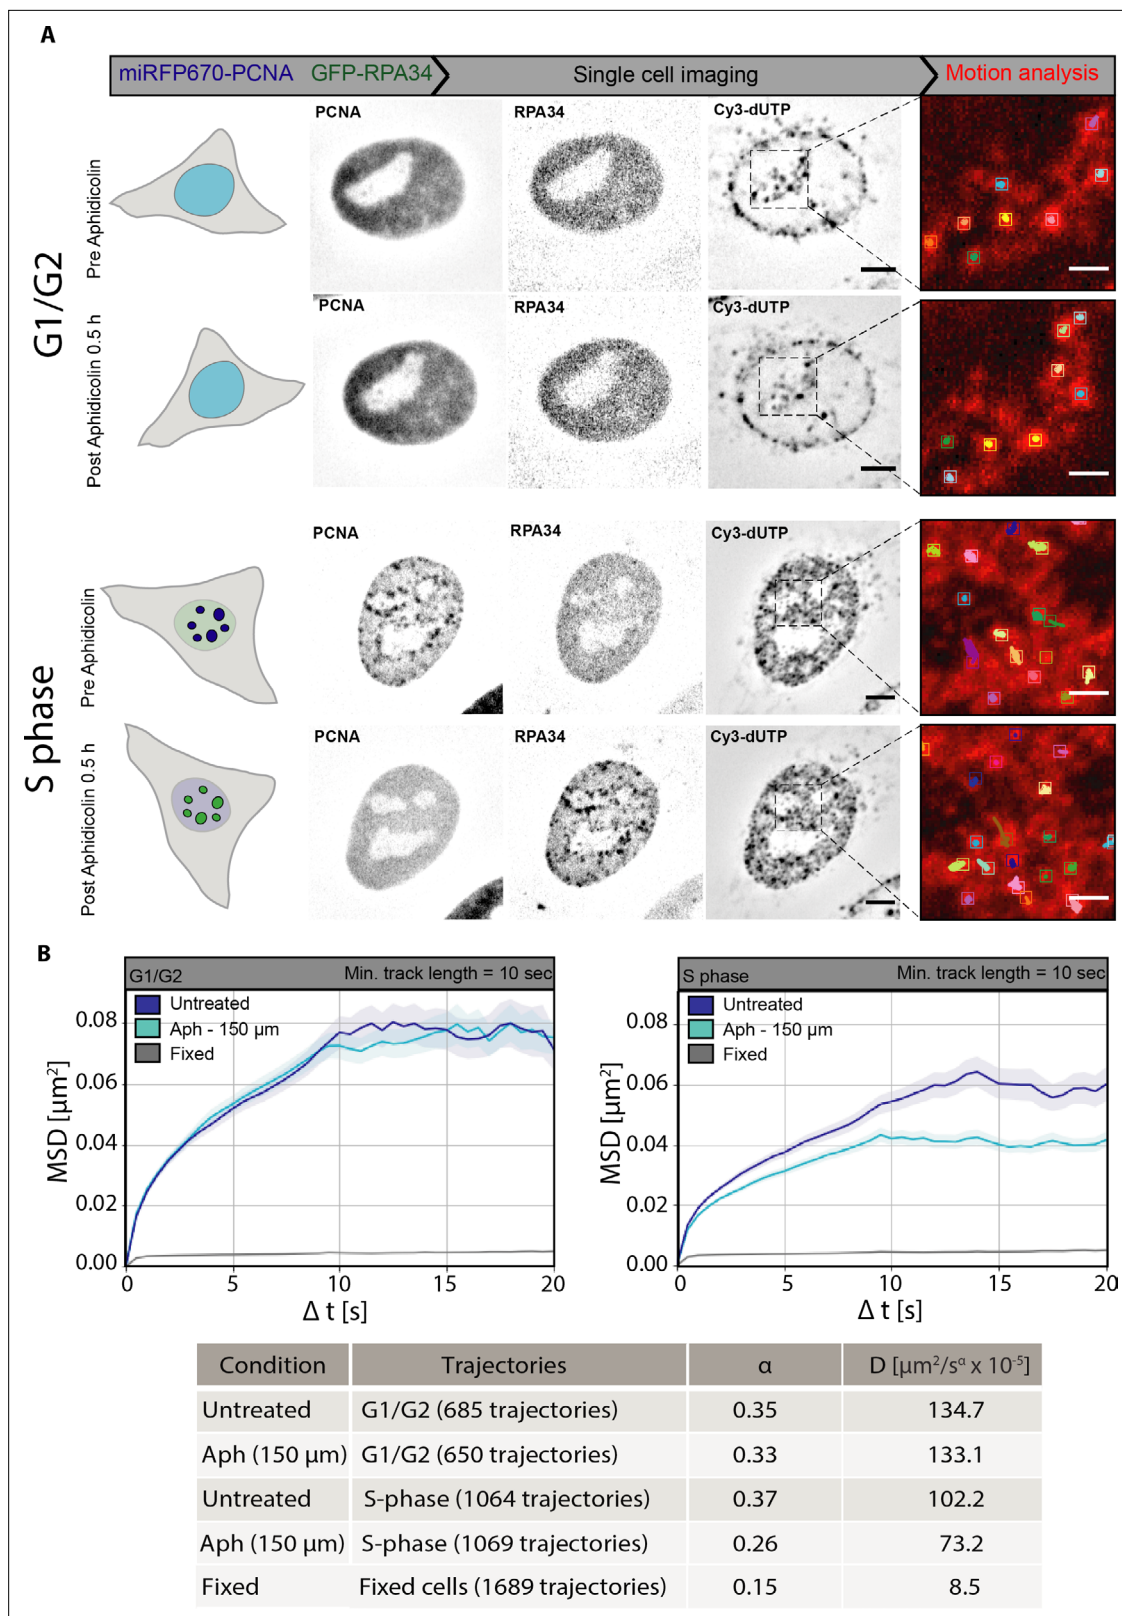 A
miRFP670-PCNA GFP-RPA34 Single cell imaging Motion analysis
G1/G2
Pre Aphidicolin
PCNA RPA34 Cy3-dUTP
Post Aphidicolin 0.5 h
PCNA RPA34 Cy3-dUTP
S phase
Pre Aphidicolin
PCNA RPA34 Cy3-dUTP
Post Aphidicolin 0.5 h
PCNA RPA34 Cy3-dUTP
B
G1/G2 Min. track length = 10 sec
Untreated
Aph - 150 μm
Fixed
MSD [μm²]
0.08
0.06
0.04
0.02
0.00
0 5 10 15 20
Δ t [s]
S phase Min. track length = 10 sec
Untreated
Aph - 150 μm
Fixed
MSD [μm²]
0.08
0.06
0.04
0.02
0.00
0 5 10 15 20
Δ t [s]
Condition Trajectories α D [μm²/sᵅ x 10⁻⁵]
Untreated G1/G2 (685 trajectories) 0.35 134.7
Aph (150 μm) G1/G2 (650 trajectories) 0.33 133.1
Untreated S-phase (1064 trajectories) 0.37 102.2
Aph (150 μm) S-phase (1069 trajectories) 0.26 73.2
Fixed Fixed cells (1689 trajectories) 0.15 8.5